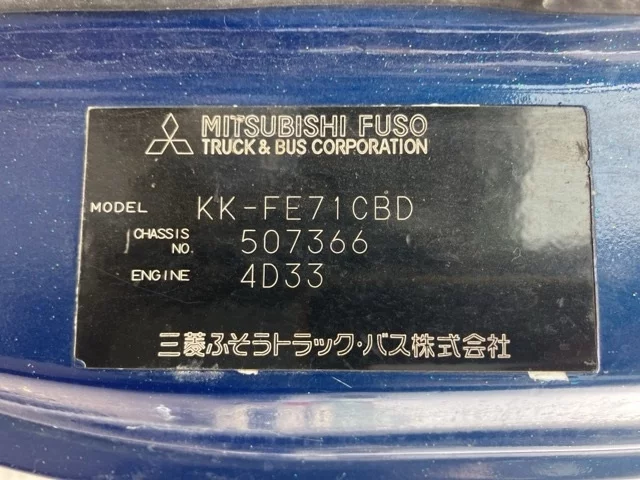 MITSUBISHI FUSO
TRUCK & BUS CORPORATION
MODEL KK-FE71CBD
CHASSIS NO. 507366
ENGINE 4D33
三菱ふそうトラック・バス株式会社